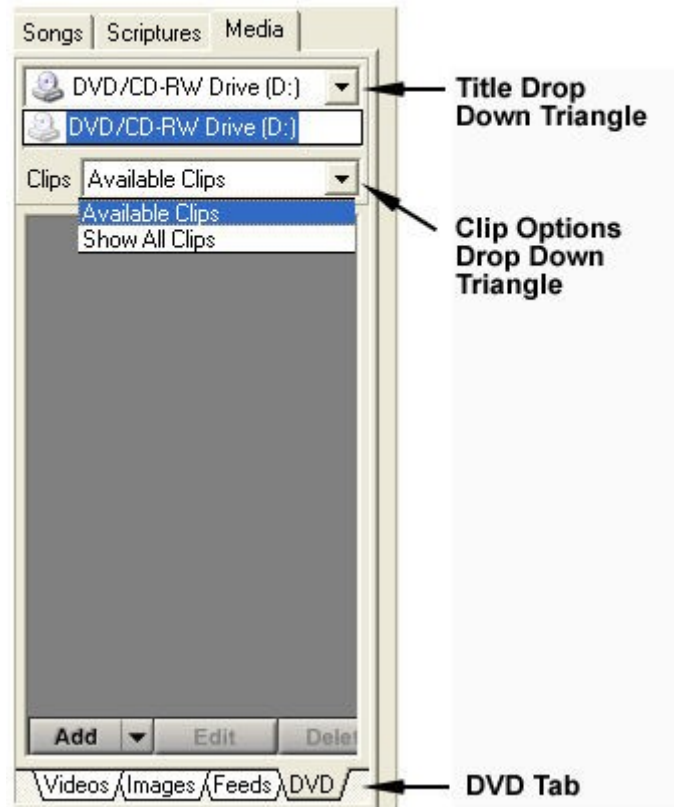 Songs Scriptures Media
DVD/CD-RW Drive (D:)
DVD/CD-RW Drive (D:)
Title Drop
Down Triangle
Clips Available Clips
Available Clips
Show All Clips
Clip Options
Drop Down
Triangle
Add Edit Delet
Videos Images Feeds DVD
DVD Tab